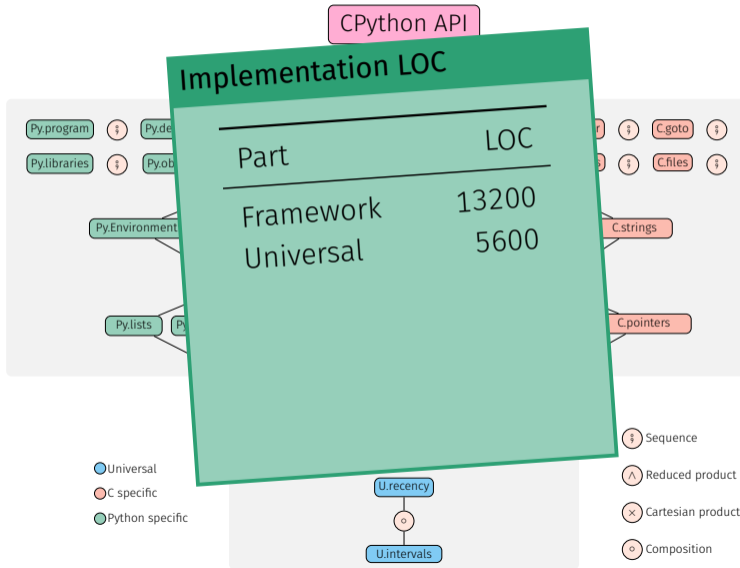 CPython API
Implementation LOC
Part LOC
Framework 13200
Universal 5600
Py.program
C.goto
Py.libraries
C.files
Py.Environment
C.strings
Py.lists
C.pointers
Universal
C specific
Python specific
U.recency
U.intervals
Sequence
Reduced product
Cartesian product
Composition